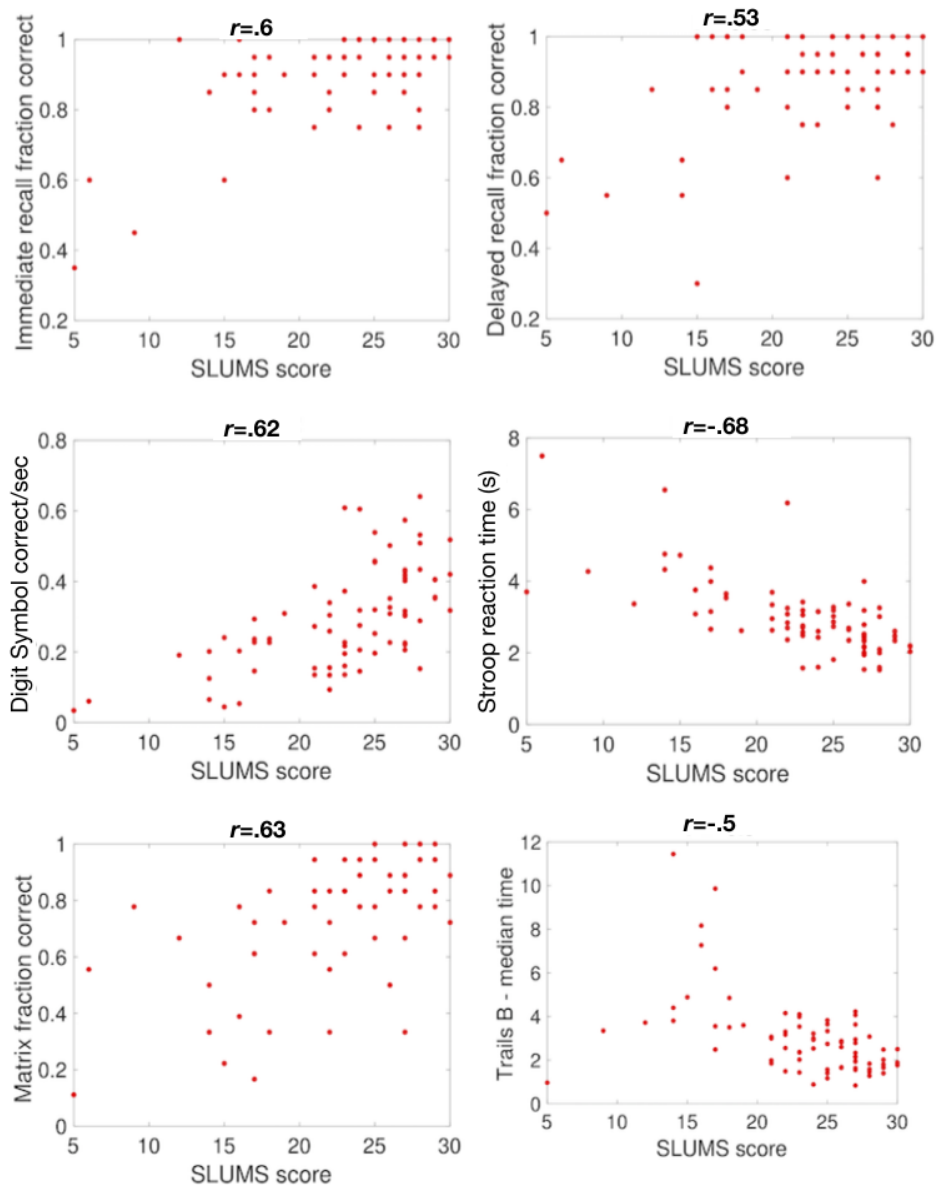 r=.6
1
0.8
0.6
0.4
0.2
5 10 15 20 25 30
Immediate recall fraction correct
SLUMS score
r=.53
1
0.8
0.6
0.4
0.2
5 10 15 20 25 30
Delayed recall fraction correct
SLUMS score
r=.62
0.8
0.6
0.4
0.2
0
5 10 15 20 25 30
Digit Symbol correct/sec
SLUMS score
r=-.68
8
6
4
2
0
5 10 15 20 25 30
Stroop reaction time (s)
SLUMS score
r=.63
1
0.8
0.6
0.4
0.2
0
5 10 15 20 25 30
Matrix fraction correct
SLUMS score
r=-.5
12
10
8
6
4
2
0
5 10 15 20 25 30
Trails B - median time
SLUMS score